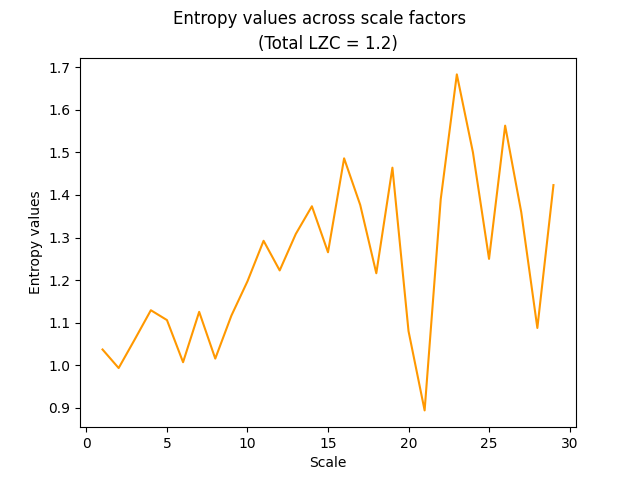 Entropy values across scale factors
(Total LZC = 1.2)
1.7
1.6
1.5
1.4
1.3
1.2
1.1
1.0
0.9
Entropy values
0 5 10 15 20 25 30
Scale